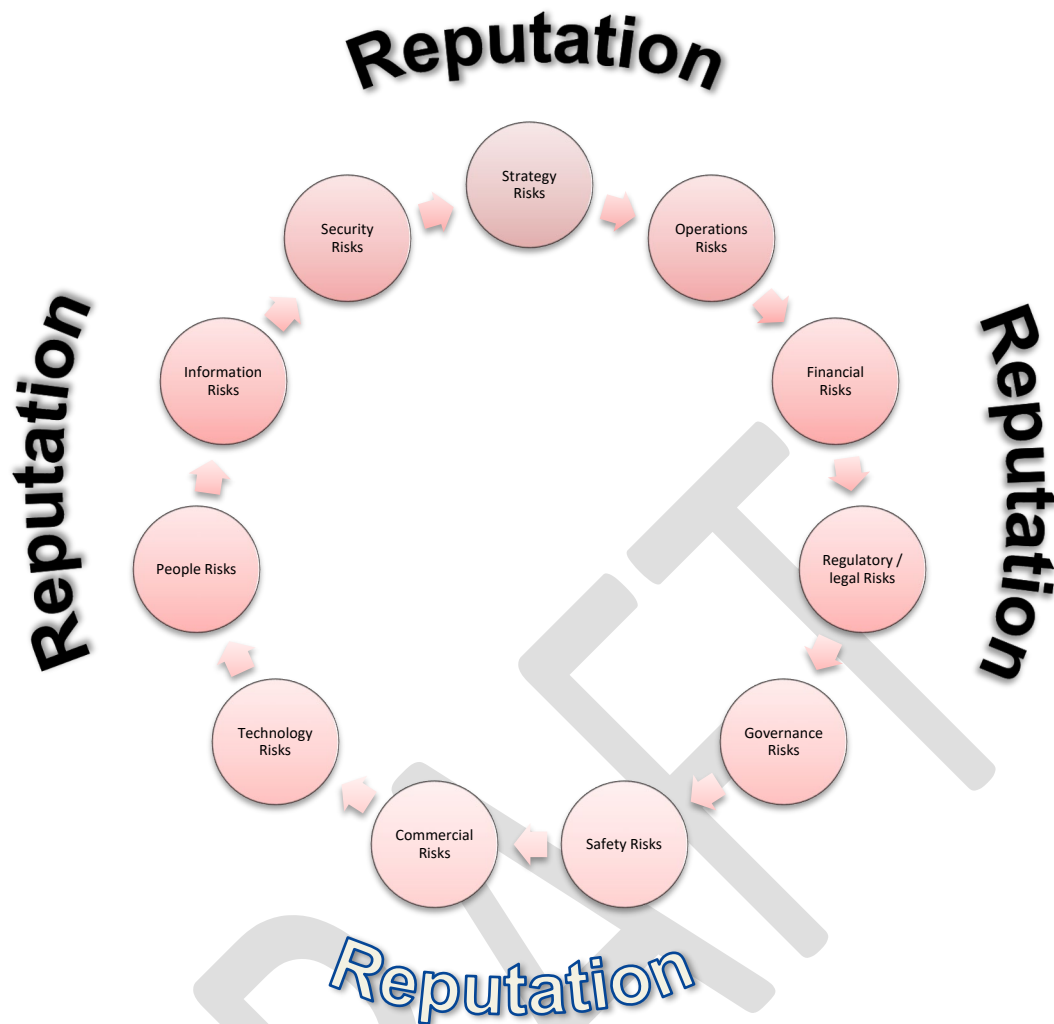 Reputation
Strategy
Risks
Operations
Risks
Financial
Risks
Regulatory /
legal Risks
Governance
Risks
Safety Risks
Commercial
Risks
Technology
Risks
People Risks
Information
Risks
Security
Risks
Reputation
Reputation
Reputation
DRAFT